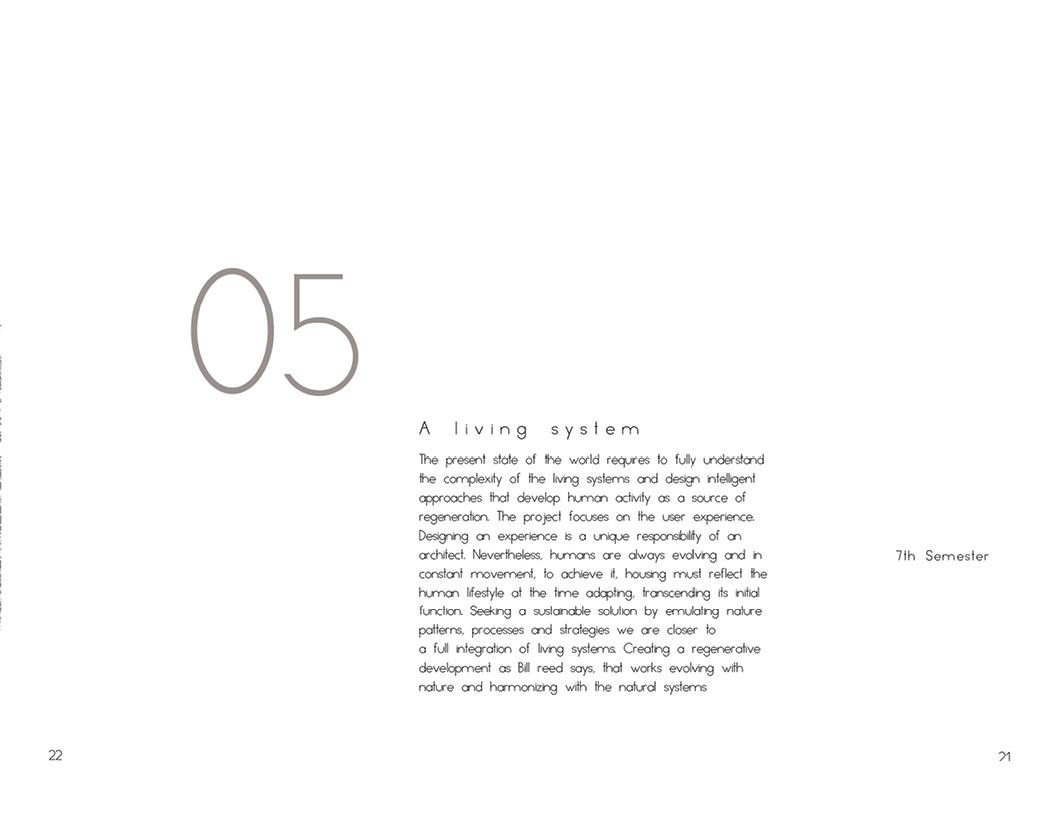 05
A living system
The present state of the world requires to fully understand
the complexity of the living systems and design intelligent
approaches that develop human activity as a source of
regeneration. The project focuses on the user experience.
Designing an experience is a unique responsibility of an
architect. Nevertheless, humans are always evolving and in
constant movement, to achieve it, housing must reflect the
human lifestyle at the time adapting, transcending its initial
function. Seeking a sustainable solution by emulating nature
patterns, processes and strategies we are closer to
a full integration of living systems. Creating a regenerative
development as Bill reed says, that works evolving with
nature and harmonizing with the natural systems
7th Semester
22
21